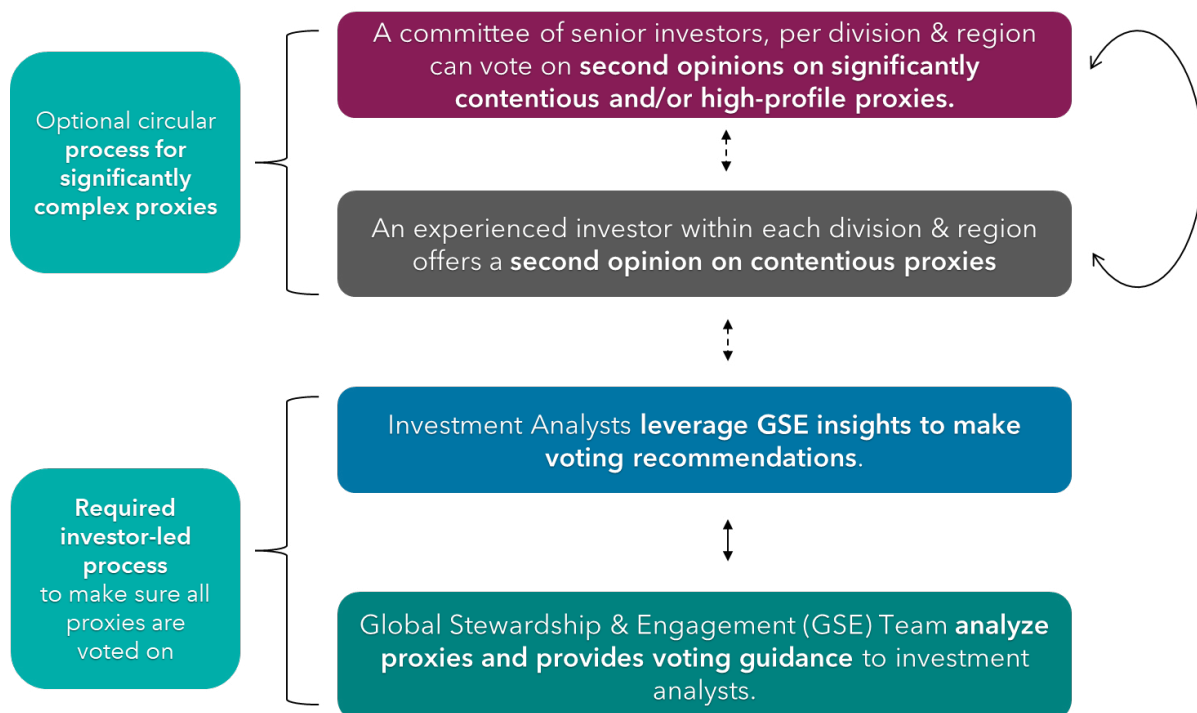 A committee of senior investors, per division & region
can vote on second opinions on significantly
contentious and/or high-profile proxies.
Optional circular
process for
significantly
complex proxies
An experienced investor within each division & region
offers a second opinion on contentious proxies
Investment Analysts leverage GSE insights to make
voting recommendations.
Required
investor-led
process
to make sure all
proxies are
voted on
Global Stewardship & Engagement (GSE) Team analyze
proxies and provides voting guidance to investment
analysts.